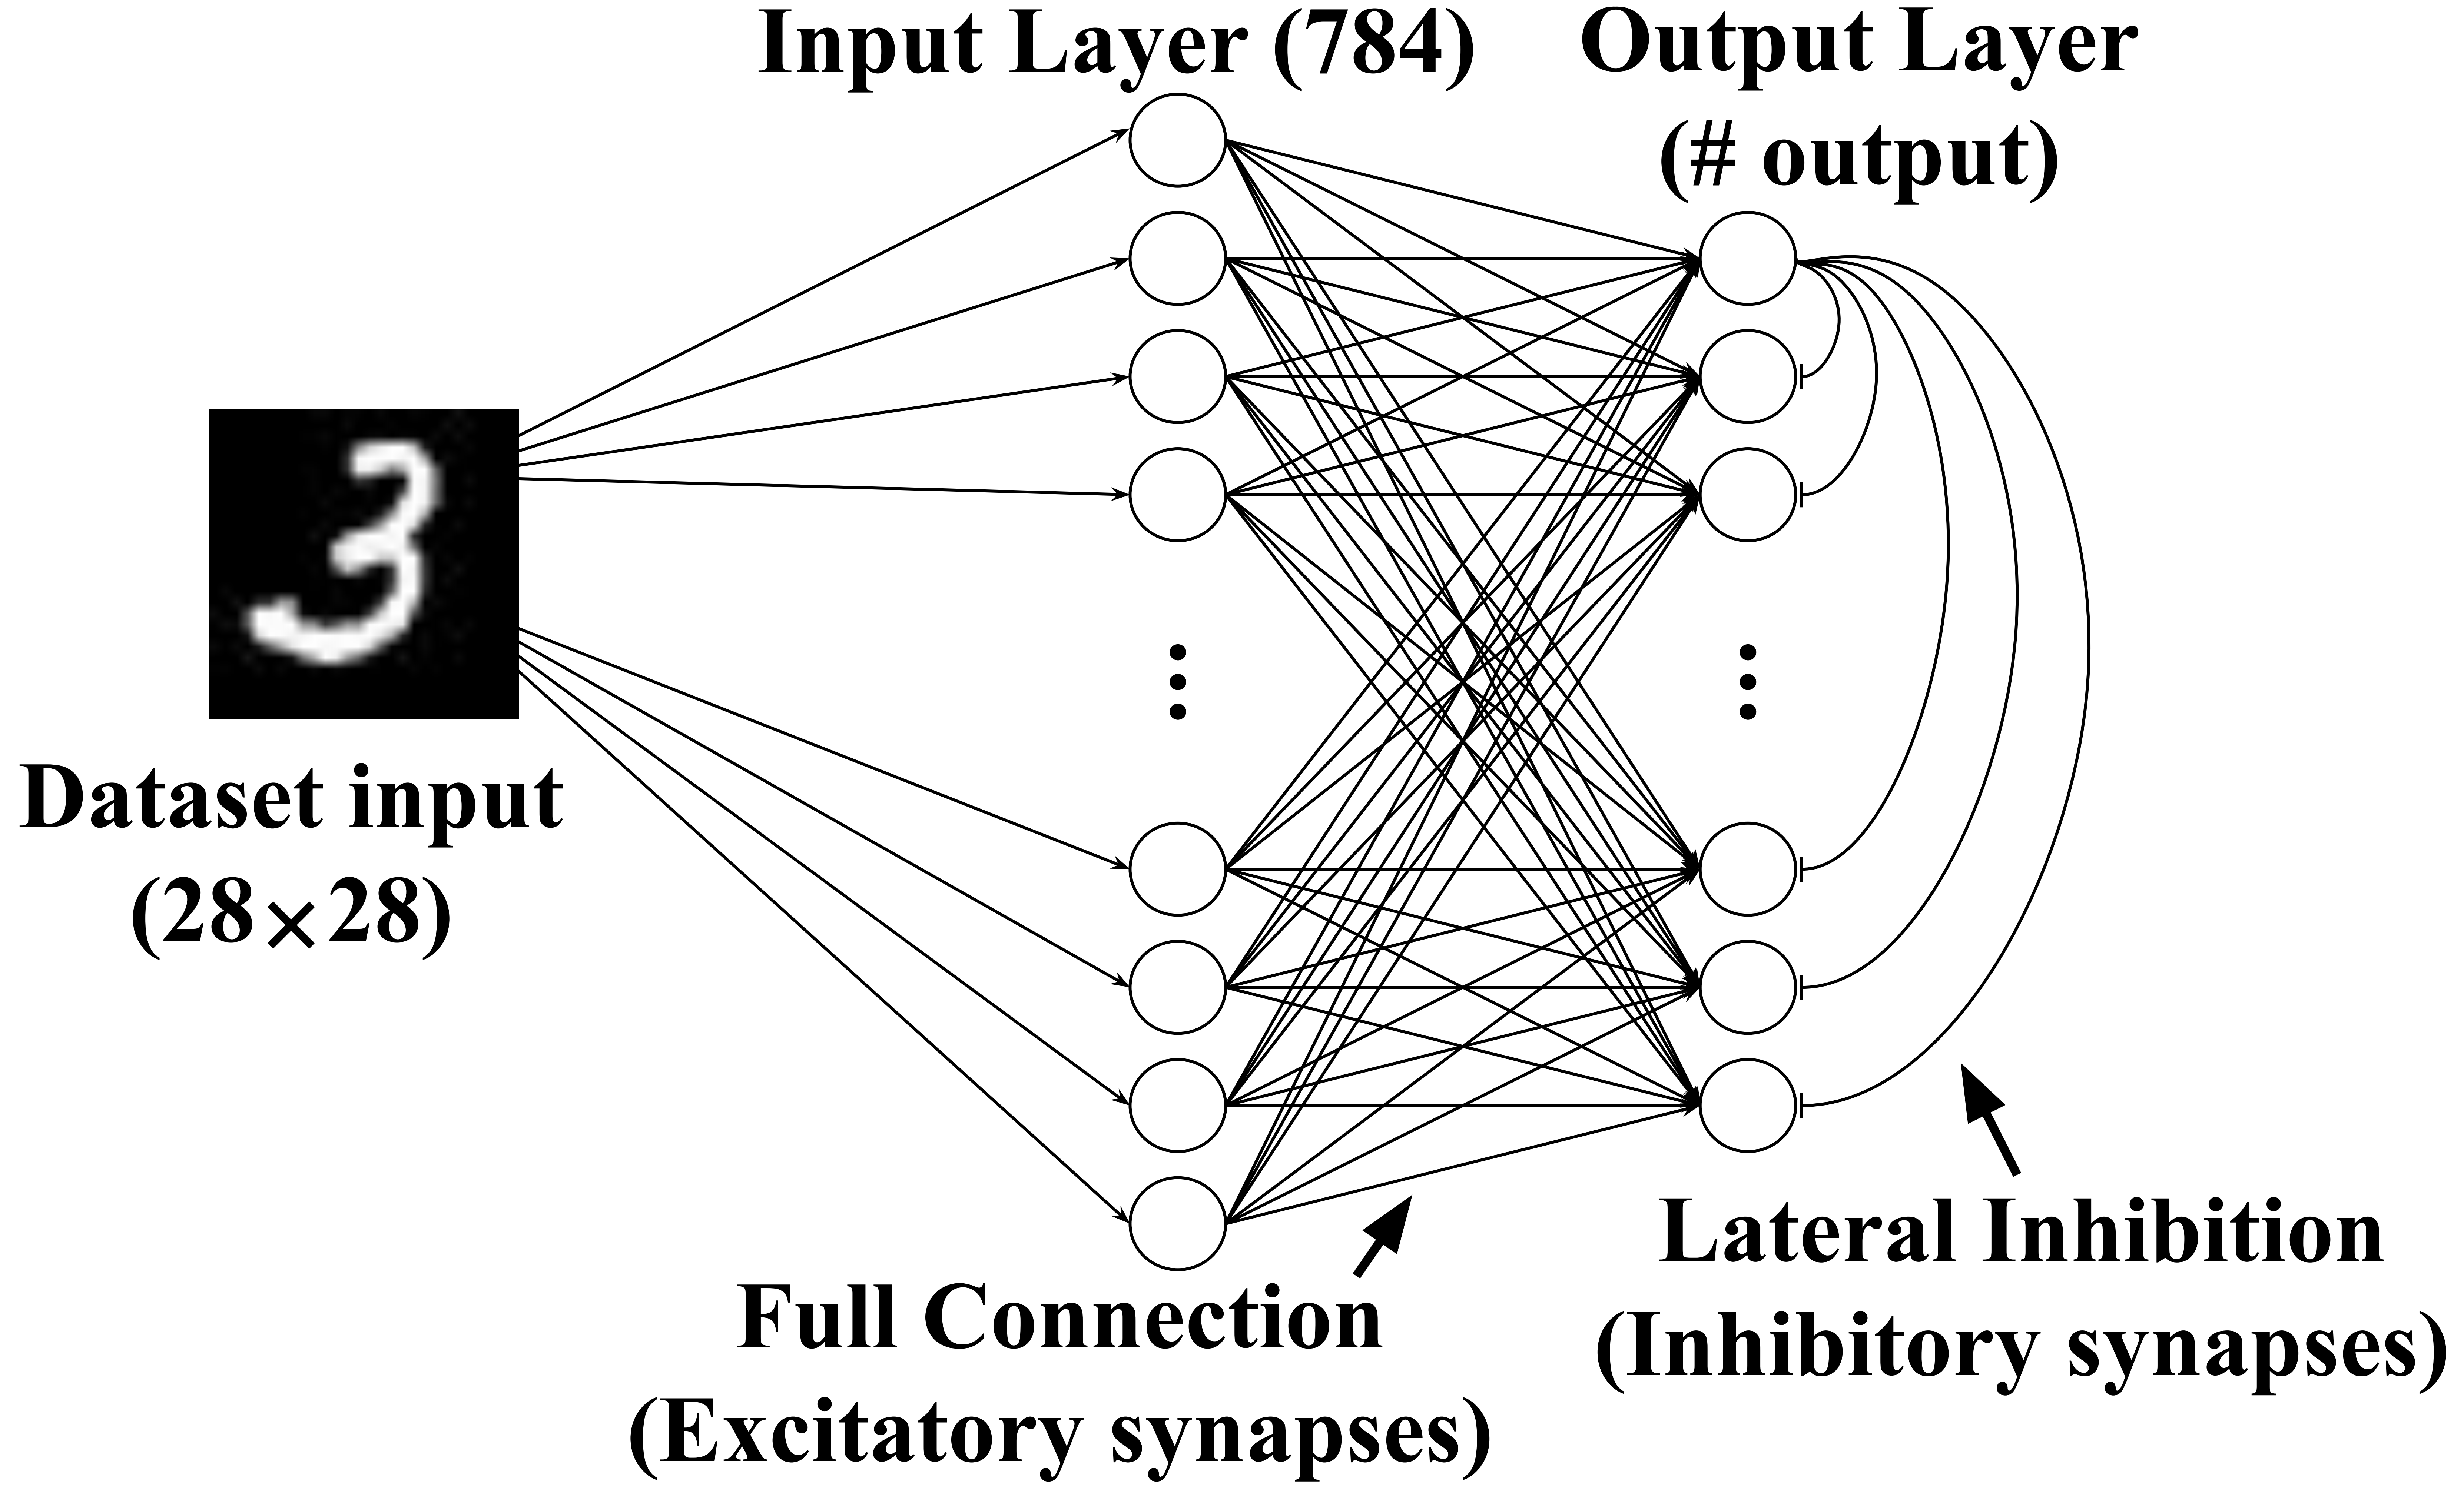 Input Layer (784)
Output Layer
(# output)
3
Dataset input
(28×28)
Full Connection
(Excitatory synapses)
Lateral Inhibition
(Inhibitory synapses)